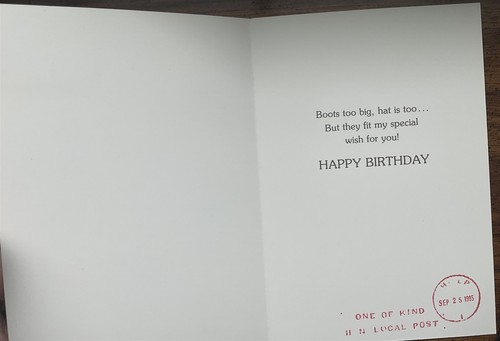 Boots too big, hat is too...
But they fit my special
wish for you!
HAPPY BIRTHDAY
SEP 25 1995
ONE OF KIND
LOCAL POST